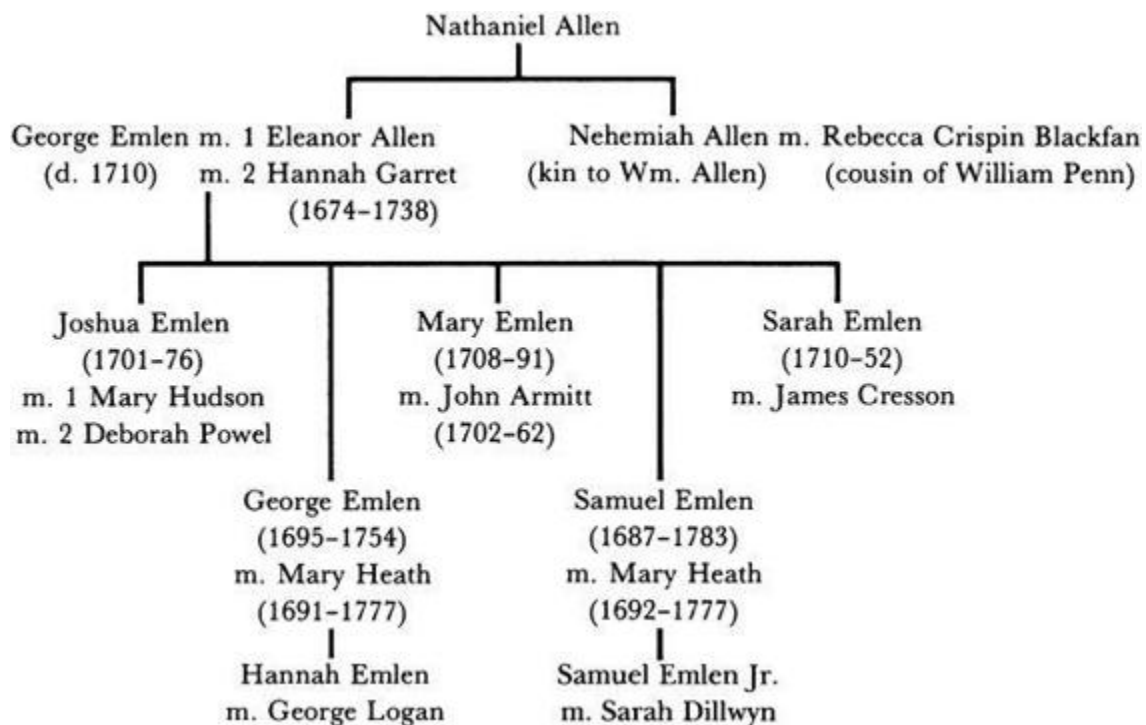 Nathaniel Allen
George Emlen m. 1 Eleanor Allen
(d. 1710) m. 2 Hannah Garret
(1674–1738)
Nehemiah Allen m. Rebecca Crispin Blackfan
(kin to Wm. Allen) (cousin of William Penn)
Joshua Emlen
(1701–76)
m. 1 Mary Hudson
m. 2 Deborah Powel
Mary Emlen
(1708–91)
m. John Armitt
(1702–62)
Sarah Emlen
(1710–52)
m. James Cresson
George Emlen
(1695–1754)
m. Mary Heath
(1691–1777)
Hannah Emlen
m. George Logan
Samuel Emlen
(1687–1783)
m. Mary Heath
(1692–1777)
Samuel Emlen Jr.
m. Sarah Dillwyn